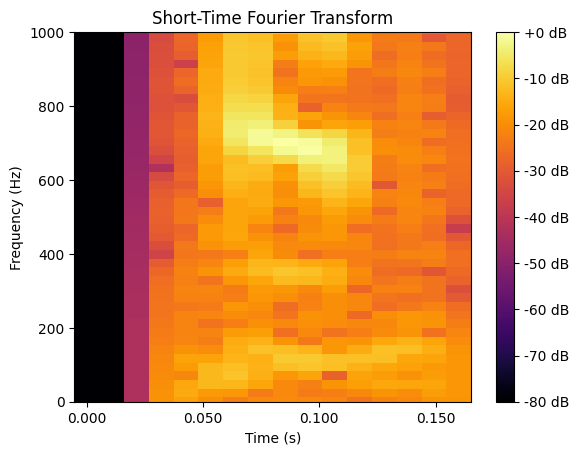 Short-Time Fourier Transform
1000
800
600
400
200
0
Frequency (Hz)
0.000
0.050
0.100
0.150
Time (s)
+0 dB
-10 dB
-20 dB
-30 dB
-40 dB
-50 dB
-60 dB
-70 dB
-80 dB